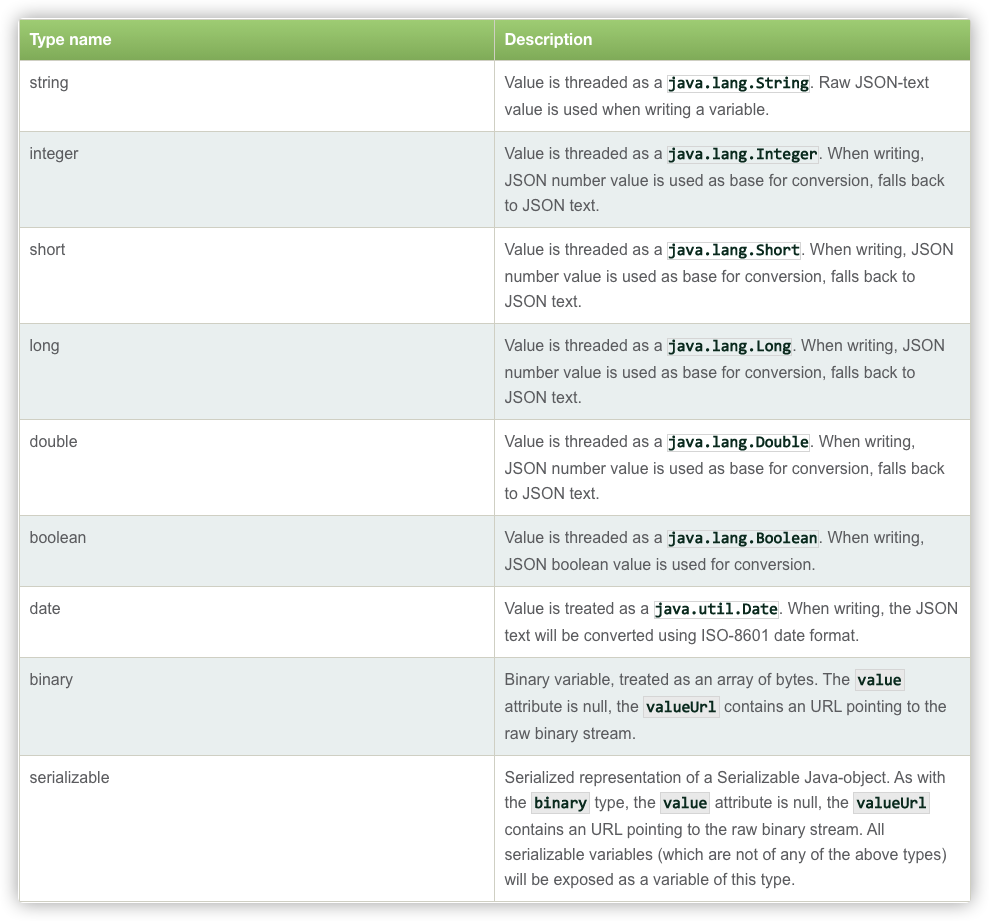 Type name
Description
string
Value is threaded as a java.lang.String. Raw JSON-text
value is used when writing a variable.
integer
Value is threaded as a java.lang.Integer. When writing,
JSON number value is used as base for conversion, falls back
to JSON text.
short
Value is threaded as a java.lang.Short. When writing, JSON
number value is used as base for conversion, falls back to
JSON text.
long
Value is threaded as a java.lang.Long. When writing, JSON
number value is used as base for conversion, falls back to
JSON text.
double
Value is threaded as a java.lang.Double. When writing,
JSON number value is used as base for conversion, falls back
to JSON text.
boolean
Value is threaded as a java.lang.Boolean. When writing,
JSON boolean value is used for conversion.
date
Value is treated as a java.util.Date. When writing, the JSON
text will be converted using ISO-8601 date format.
binary
Binary variable, treated as an array of bytes. The value
attribute is null, the valueUrl contains an URL pointing to the
raw binary stream.
serializable
Serialized representation of a Serializable Java-object. As with
the binary type, the value attribute is null, the valueUrl
contains an URL pointing to the raw binary stream. All
serializable variables (which are not of any of the above types)
will be exposed as a variable of this type.